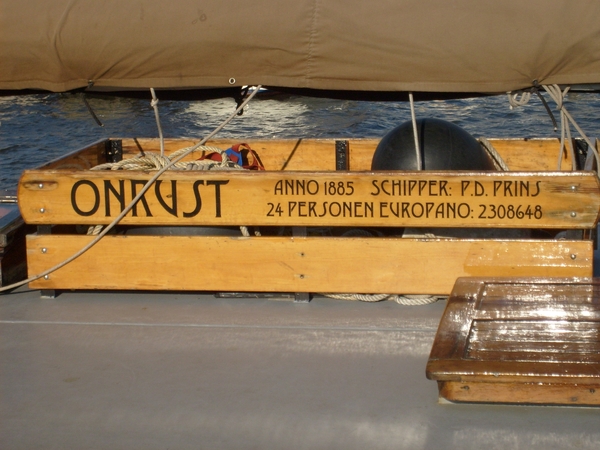 ONRUST
ANNO 1885 SCHIPPER: P.D. PRINS
24 PERSONEN EUROPANO: 2308648